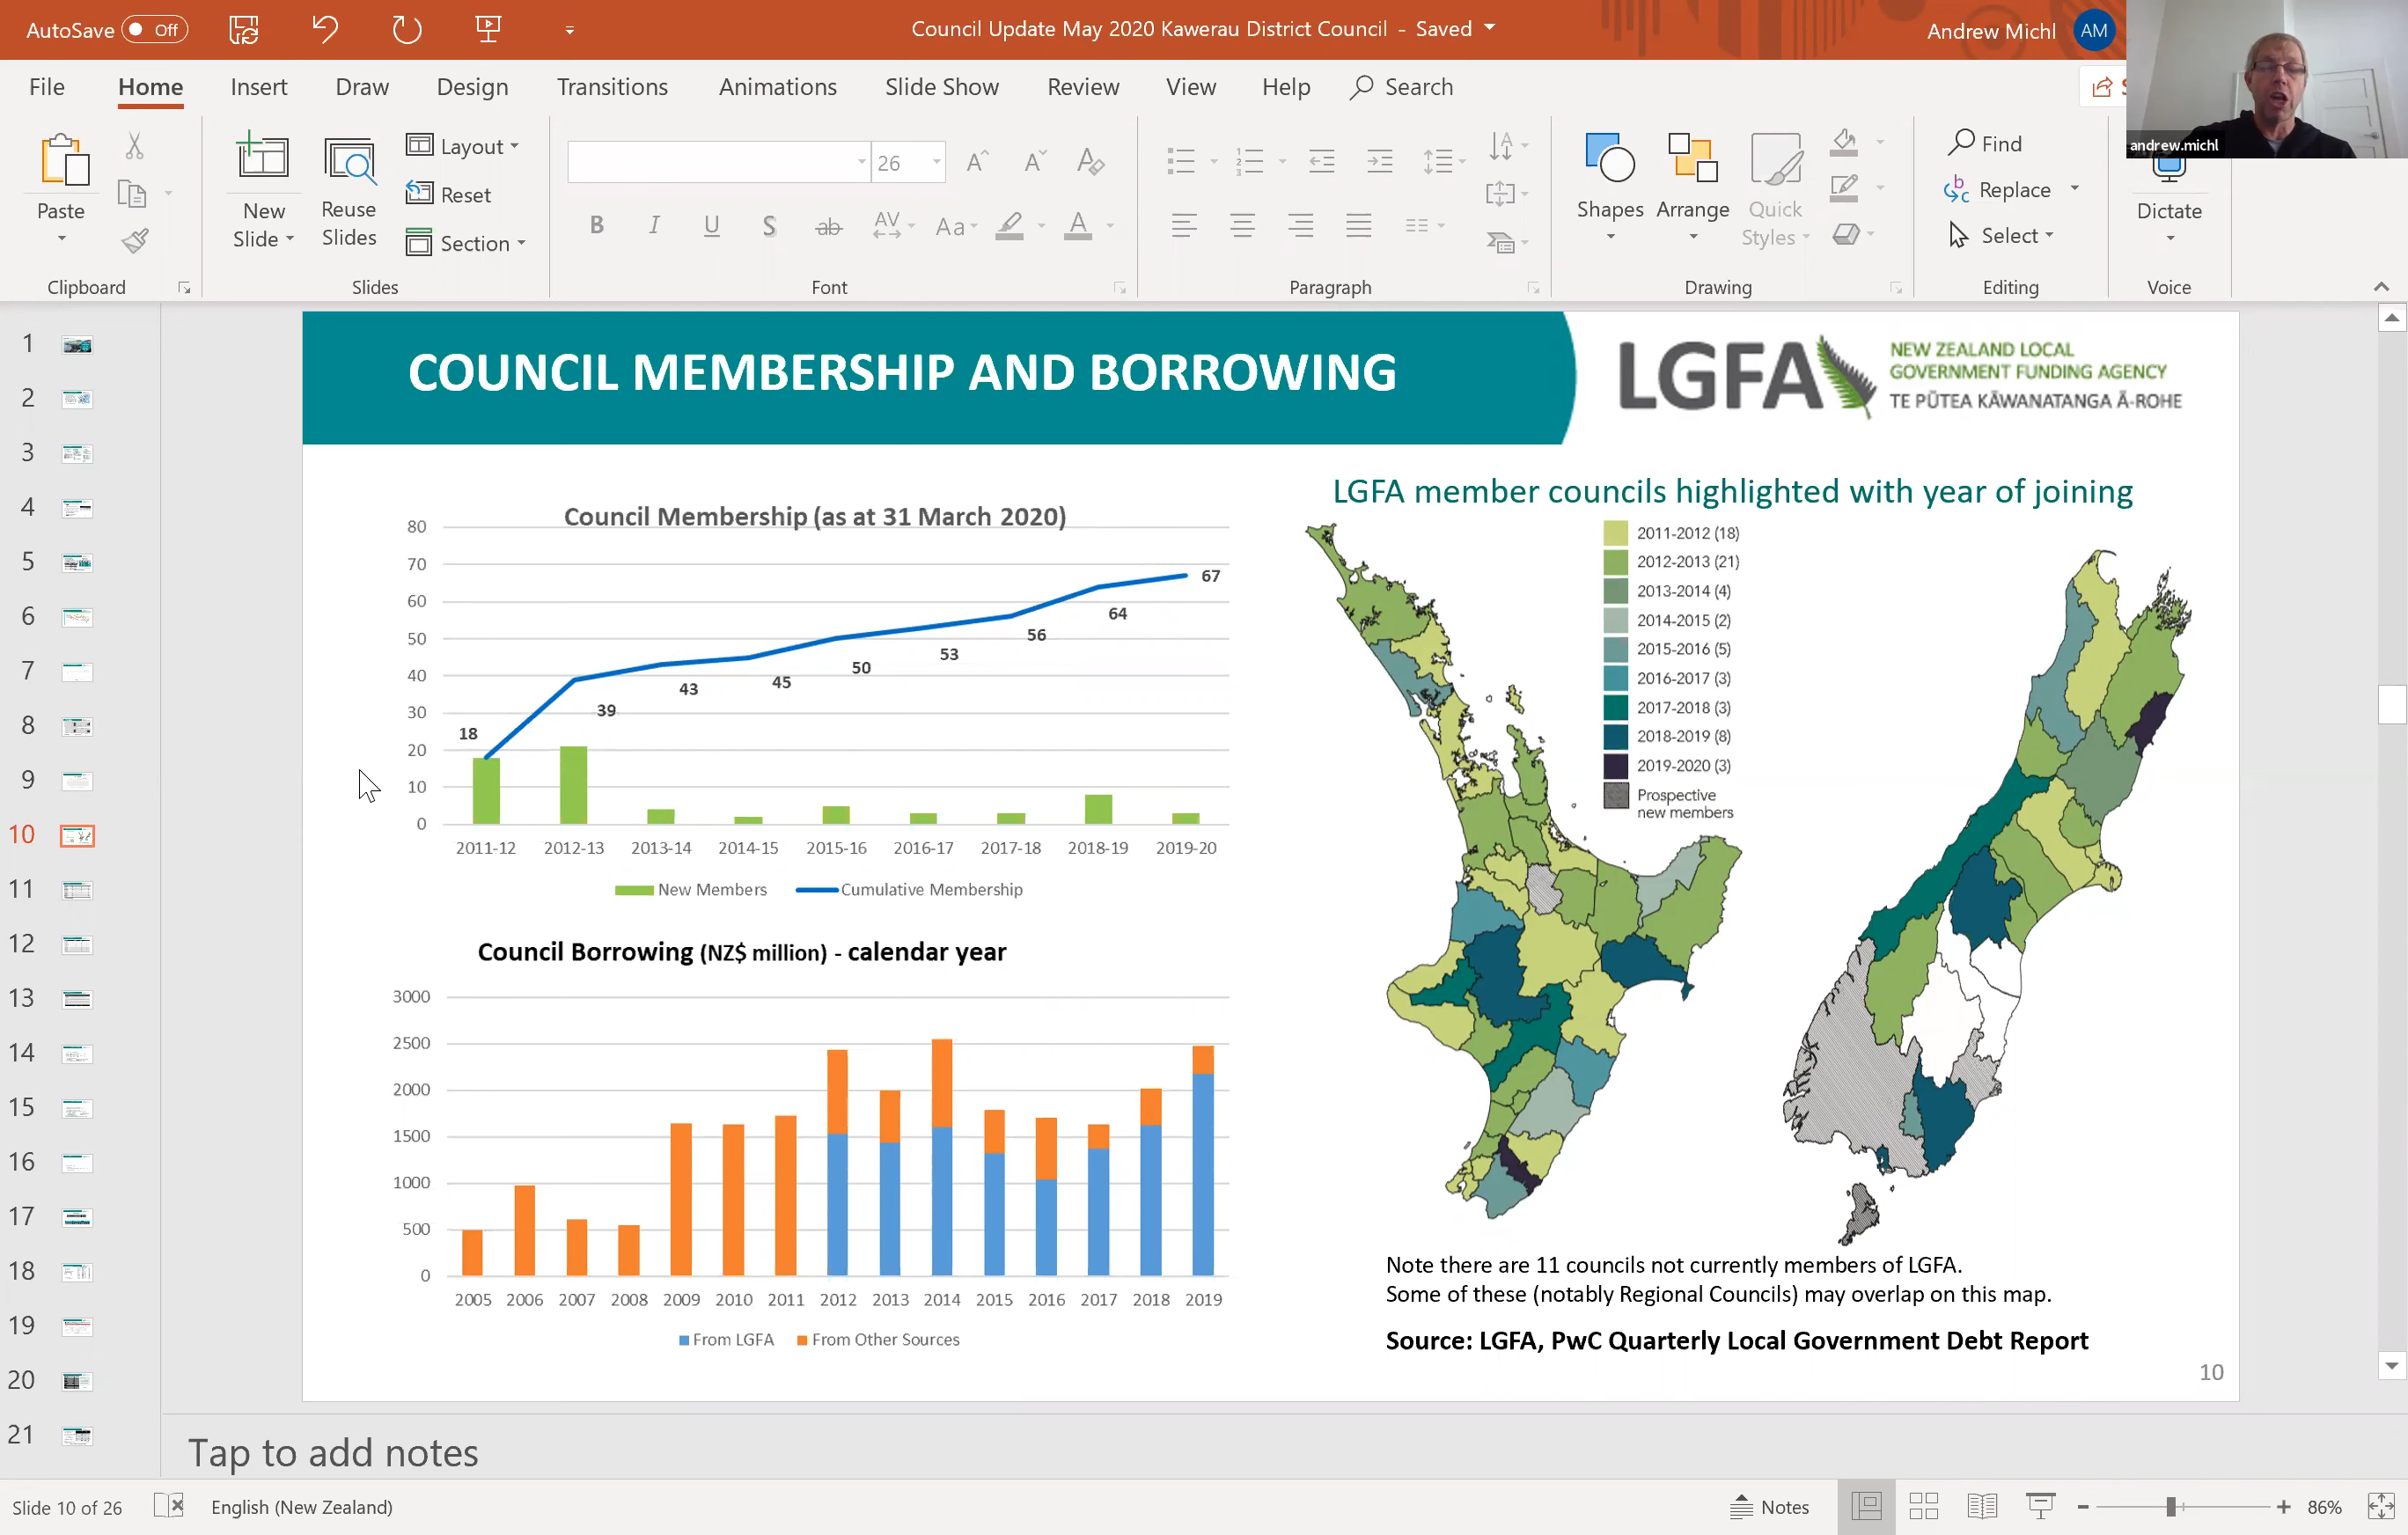 AutoSave Off
Council Update May 2020 Kawerau District Council - Saved
Andrew Michl AM
File Home Insert Draw Design Transitions Animations Slide Show Review View Help Search
andrew.michl
Paste
Clipboard
New Slide
Reuse Slides
Layout
Reset
Section
Slides
26
B I U S ab AV Aa A
Font
Paragraph
Shapes
Arrange
Quick Styles
Drawing
Find
Replace
Select
Editing
Dictate
Voice
1
2
3
4
5
6
7
8
9
10
11
12
13
14
15
16
17
18
19
20
21
COUNCIL MEMBERSHIP AND BORROWING
LGFA
NEW ZEALAND LOCAL
GOVERNMENT FUNDING AGENCY
TE PŪTEA KĀWANATANGA Ā-ROHE
Council Membership (as at 31 March 2020)
80
70
60
50
40
30
20
10
0
18
39
43
45
50
53
56
64
67
2011-12 2012-13 2013-14 2014-15 2015-16 2016-17 2017-18 2018-19 2019-20
New Members Cumulative Membership
Council Borrowing (NZ$ million) - calendar year
3000
2500
2000
1500
1000
500
0
2005 2006 2007 2008 2009 2010 2011 2012 2013 2014 2015 2016 2017 2018 2019
From LGFA From Other Sources
LGFA member councils highlighted with year of joining
2011-2012 (18)
2012-2013 (21)
2013-2014 (4)
2014-2015 (2)
2015-2016 (5)
2016-2017 (3)
2017-2018 (3)
2018-2019 (8)
2019-2020 (3)
Prospective
new members
Note there are 11 councils not currently members of LGFA.
Some of these (notably Regional Councils) may overlap on this map.
Source: LGFA, PwC Quarterly Local Government Debt Report
10
Tap to add notes
Slide 10 of 26
English (New Zealand)
Notes
86%